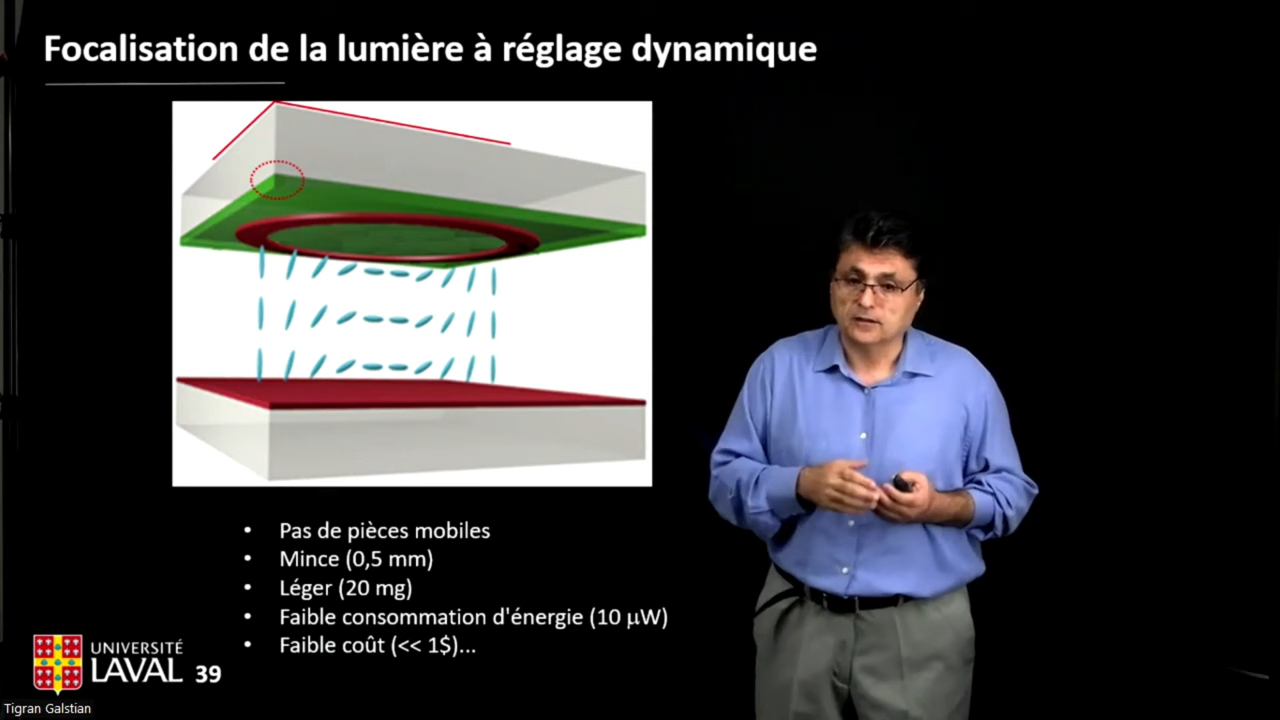 Focalisation de la lumière à réglage dynamique
• Pas de pièces mobiles
• Mince (0,5 mm)
• Léger (20 mg)
• Faible consommation d'énergie (10 µW)
• Faible coût (<< 1$)...
UNIVERSITÉ
LAVAL
39
Tigran Galstian